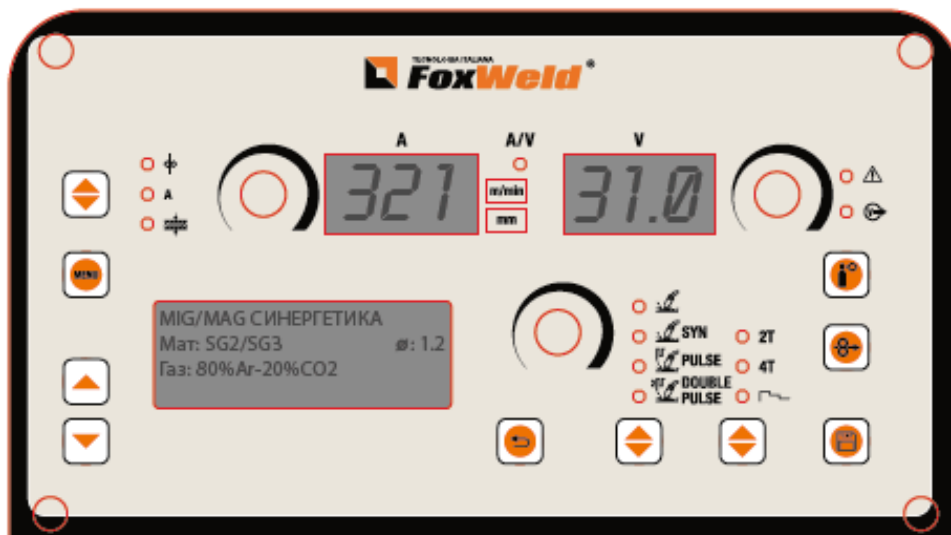 TECNOLOGIA ITALIANA
FoxWeld®
A A/V V
A
321
m/min
mm
31.0
MENU
MIG/MAG СИНЕРГЕТИКА
Мат: SG2/SG3 ø: 1.2
Газ: 80%Ar-20%CO2
SYN 2T
PULSE 4T
DOUBLE
PULSE